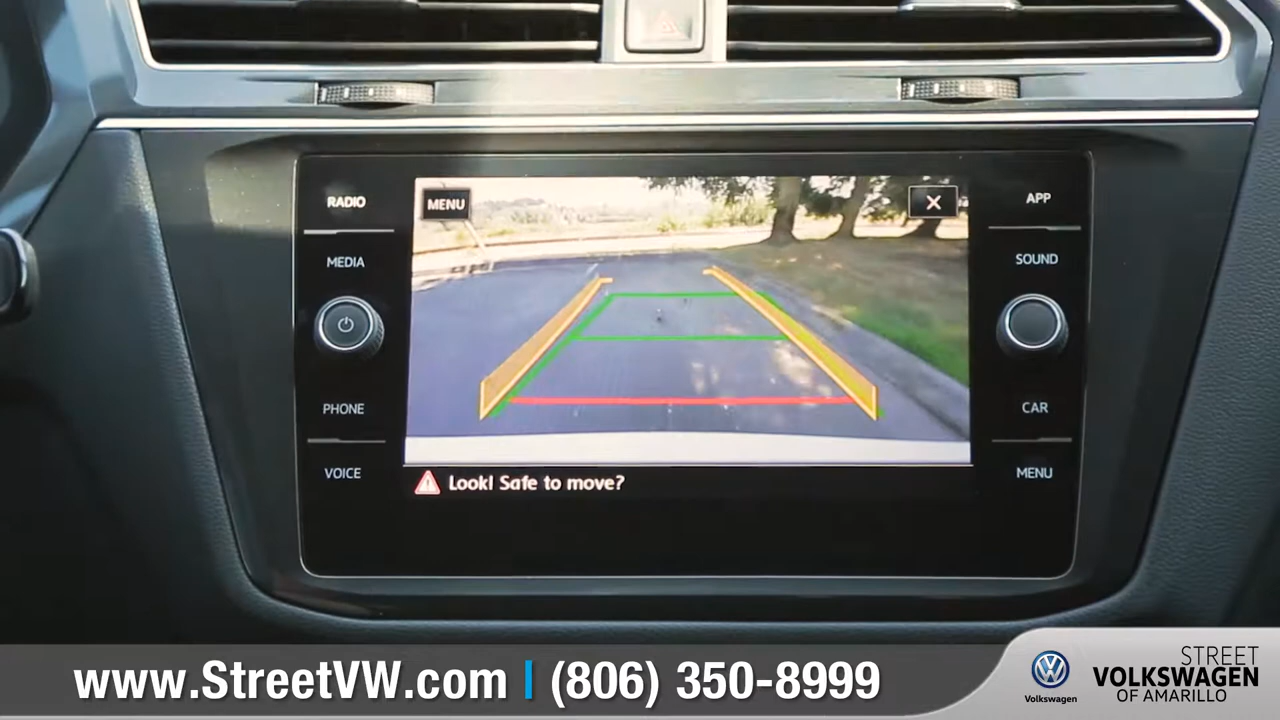 RADIO
MEDIA
PHONE
VOICE
MENU
X
Look! Safe to move?
APP
SOUND
CAR
MENU
www.StreetVW.com | (806) 350-8999
Volkswagen
STREET
VOLKSWAGEN
OF AMARILLO